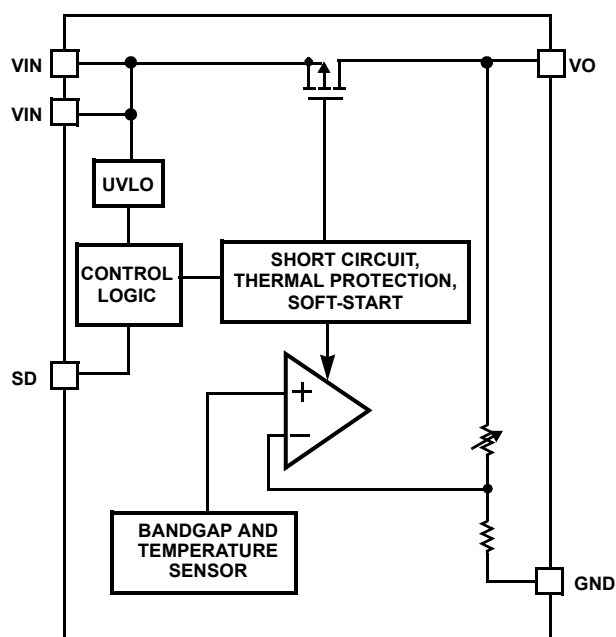 VIN
VO
VIN
UVLO
CONTROL
LOGIC
SHORT CIRCUIT,
THERMAL PROTECTION,
SOFT-START
SD
+
−
BANDGAP AND
TEMPERATURE
SENSOR
GND